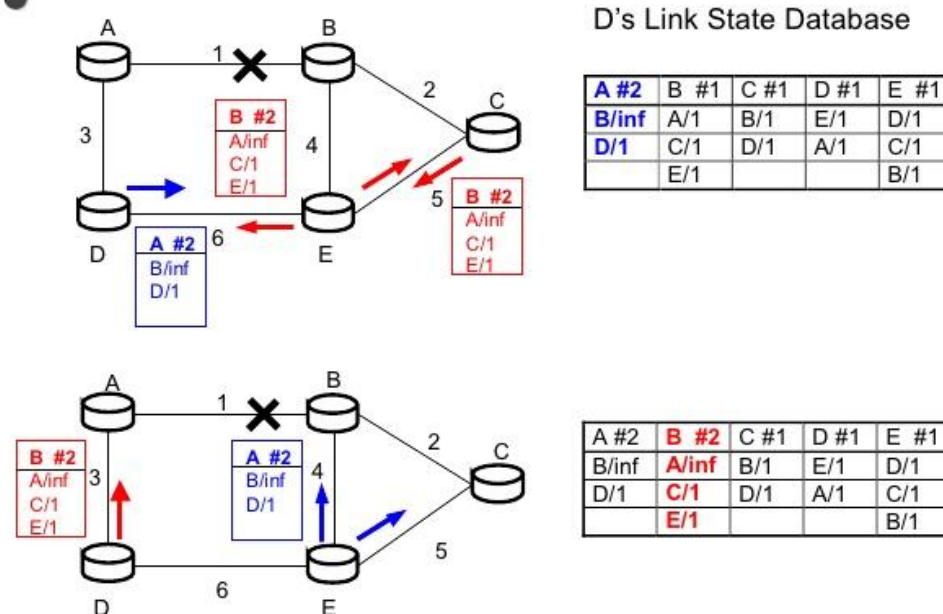 D's Link State Database
A
B
1
2
C
3
4
B #2
A/inf
C/1
E/1
5
B #2
A/inf
C/1
E/1
D
6
E
A #2
B/inf
D/1
A #2 B #1 C #1 D #1 E #1
B/inf A/1 B/1 E/1 D/1
D/1 C/1 D/1 A/1 C/1
E/1 B/1
A
B
1
2
C
B #2
A/inf
C/1
E/1
3
A #2
B/inf
D/1
4
5
6
D
E
A #2 B #2 C #1 D #1 E #1
B/inf A/inf B/1 E/1 D/1
D/1 C/1 D/1 A/1 C/1
E/1 B/1